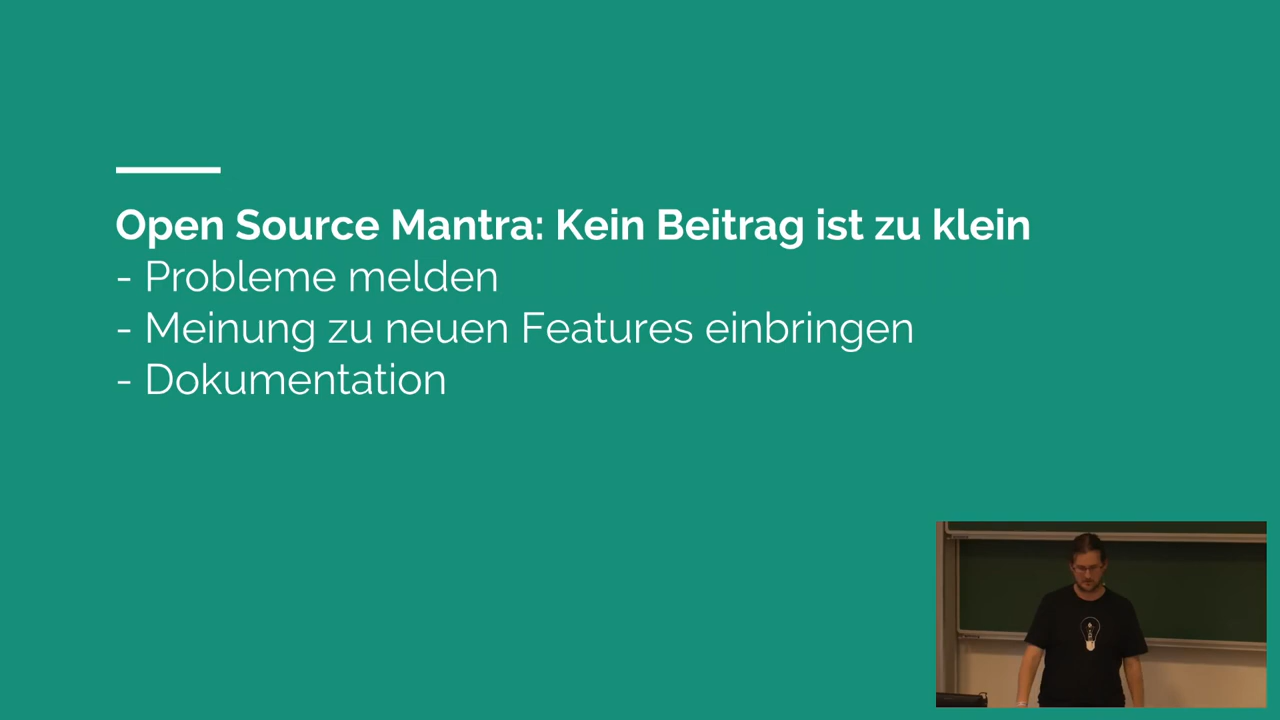 Open Source Mantra: Kein Beitrag ist zu klein
- Probleme melden
- Meinung zu neuen Features einbringen
- Dokumentation